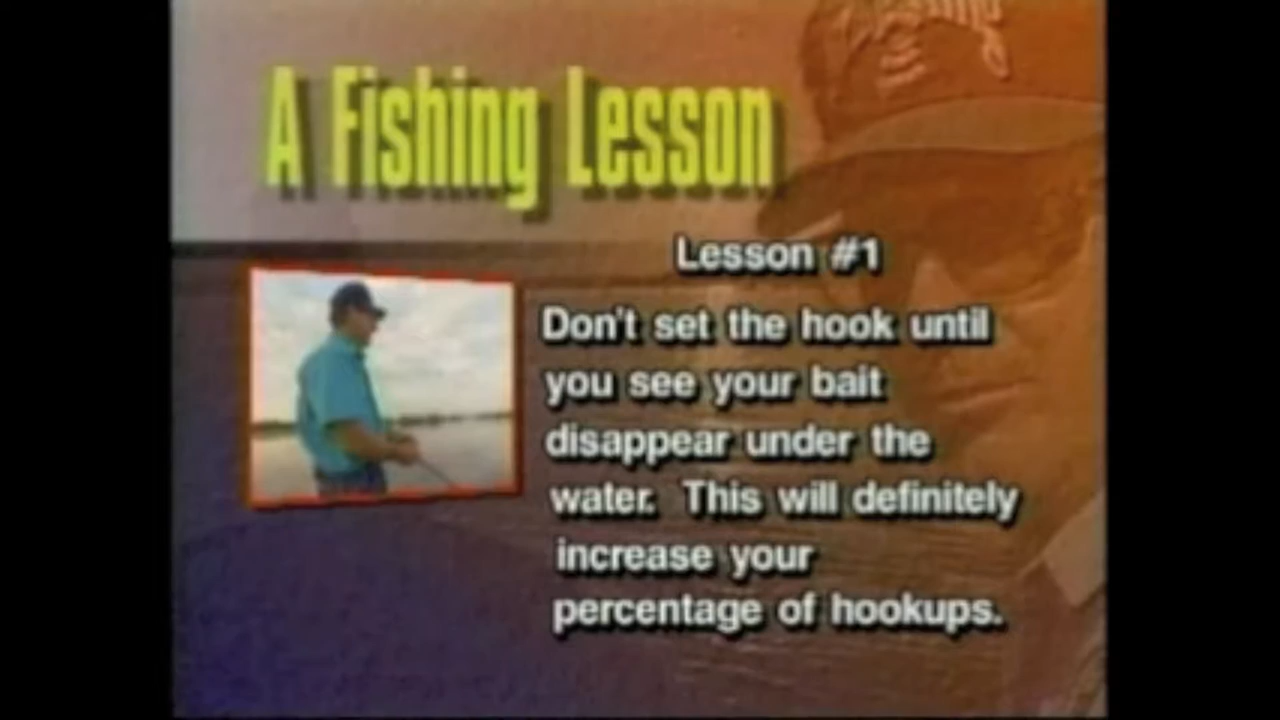 A Fishing Lesson
Lesson #1
Don't set the hook until
you see your bait
disappear under the
water. This will definitely
increase your
percentage of hookups.